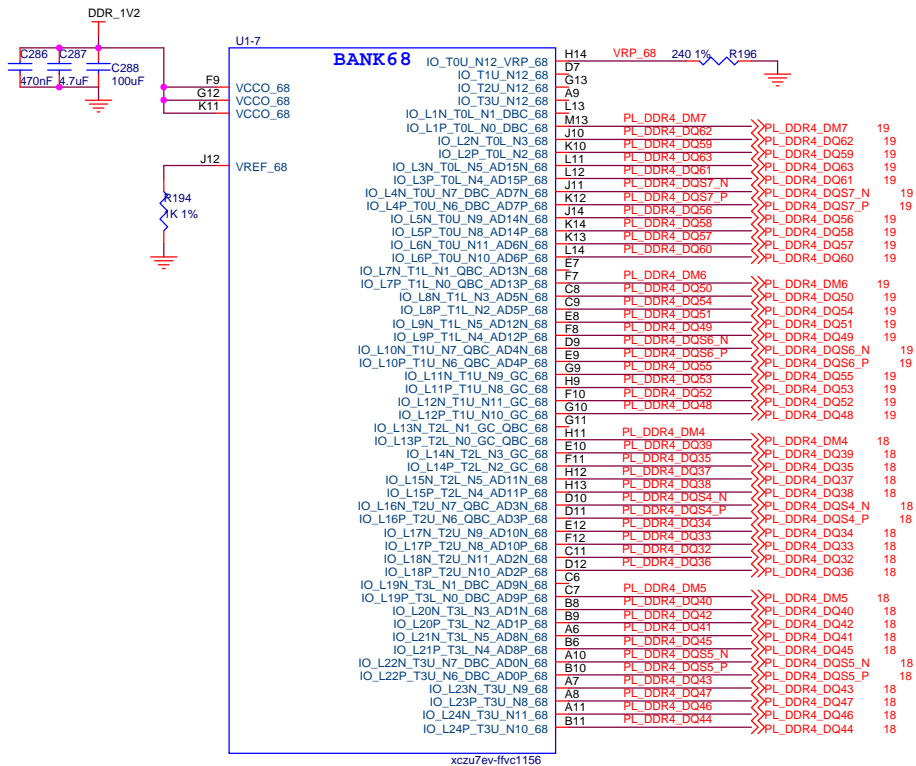 DDR_1V2
C286 C287 C288
470nF 4.7uF 100uF
U1-7
BANK68
F9 VCCO_68
G12 VCCO_68
K11 VCCO_68
J12 VREF_68
R194
1K 1%
IO_T0U_N12_VRP_68 H14 VRP_68 240 1% R196
IO_T1U_N12_68 D7
IO_T2U_N12_68 G13
IO_T3U_N12_68 A9
IO_L1N_T0L_N1_DBC_68 L13
IO_L1P_T0L_N0_DBC_68 M13 PL_DDR4_DM7 PL_DDR4_DM7 19
IO_L2N_T0L_N3_68 J10 PL_DDR4_DQ62 PL_DDR4_DQ62 19
IO_L2P_T0L_N2_68 K10 PL_DDR4_DQ59 PL_DDR4_DQ59 19
IO_L3N_T0L_N5_AD15N_68 L11 PL_DDR4_DQ63 PL_DDR4_DQ63 19
IO_L3P_T0L_N4_AD15P_68 L12 PL_DDR4_DQ61 PL_DDR4_DQ61 19
IO_L4N_T0U_N7_DBC_AD7N_68 J11 PL_DDR4_DQS7_N PL_DDR4_DQS7_N 19
IO_L4P_T0U_N6_DBC_AD7P_68 K12 PL_DDR4_DQS7_P PL_DDR4_DQS7_P 19
IO_L5N_T0U_N9_AD14N_68 J14 PL_DDR4_DQ56 PL_DDR4_DQ56 19
IO_L5P_T0U_N8_AD14P_68 K14 PL_DDR4_DQ58 PL_DDR4_DQ58 19
IO_L6N_T0U_N11_AD6N_68 K13 PL_DDR4_DQ57 PL_DDR4_DQ57 19
IO_L6P_T0U_N10_AD6P_68 L14 PL_DDR4_DQ60 PL_DDR4_DQ60 19
IO_L7N_T1L_N1_QBC_AD13N_68 E7
IO_L7P_T1L_N0_QBC_AD13P_68 F7 PL_DDR4_DM6 PL_DDR4_DM6 19
IO_L8N_T1L_N3_AD5N_68 C8 PL_DDR4_DQ50 PL_DDR4_DQ50 19
IO_L8P_T1L_N2_AD5P_68 C9 PL_DDR4_DQ54 PL_DDR4_DQ54 19
IO_L9N_T1L_N5_AD12N_68 E8 PL_DDR4_DQ51 PL_DDR4_DQ51 19
IO_L9P_T1L_N4_AD12P_68 F8 PL_DDR4_DQ49 PL_DDR4_DQ49 19
IO_L10N_T1U_N7_QBC_AD4N_68 D9 PL_DDR4_DQS6_N PL_DDR4_DQS6_N 19
IO_L10P_T1U_N6_QBC_AD4P_68 E9 PL_DDR4_DQS6_P PL_DDR4_DQS6_P 19
IO_L11N_T1U_N9_GC_68 G9 PL_DDR4_DQ55 PL_DDR4_DQ55 19
IO_L11P_T1U_N8_GC_68 H9 PL_DDR4_DQ53 PL_DDR4_DQ53 19
IO_L12N_T1U_N11_GC_68 F10 PL_DDR4_DQ52 PL_DDR4_DQ52 19
IO_L12P_T1U_N10_GC_68 G10 PL_DDR4_DQ48 PL_DDR4_DQ48 19
IO_L13N_T2L_N1_GC_QBC_68 G11
IO_L13P_T2L_N0_GC_QBC_68 H11 PL_DDR4_DM4 PL_DDR4_DM4 18
IO_L14N_T2L_N3_GC_68 E10 PL_DDR4_DQ39 PL_DDR4_DQ39 18
IO_L14P_T2L_N2_GC_68 F11 PL_DDR4_DQ35 PL_DDR4_DQ35 18
IO_L15N_T2L_N5_AD11N_68 H12 PL_DDR4_DQ37 PL_DDR4_DQ37 18
IO_L15P_T2L_N4_AD11P_68 H13 PL_DDR4_DQ38 PL_DDR4_DQ38 18
IO_L16N_T2U_N7_QBC_AD3N_68 D10 PL_DDR4_DQS4_N PL_DDR4_DQS4_N 18
IO_L16P_T2U_N6_QBC_AD3P_68 D11 PL_DDR4_DQS4_P PL_DDR4_DQS4_P 18
IO_L17N_T2U_N9_AD10N_68 E12 PL_DDR4_DQ34 PL_DDR4_DQ34 18
IO_L17P_T2U_N8_AD10P_68 F12 PL_DDR4_DQ33 PL_DDR4_DQ33 18
IO_L18N_T2U_N11_AD2N_68 C11 PL_DDR4_DQ32 PL_DDR4_DQ32 18
IO_L18P_T2U_N10_AD2P_68 D12 PL_DDR4_DQ36 PL_DDR4_DQ36 18
IO_L19N_T3L_N1_DBC_AD9N_68 C6
IO_L19P_T3L_N0_DBC_AD9P_68 C7 PL_DDR4_DM5 PL_DDR4_DM5 18
IO_L20N_T3L_N3_AD1N_68 B8 PL_DDR4_DQ40 PL_DDR4_DQ40 18
IO_L20P_T3L_N2_AD1P_68 B9 PL_DDR4_DQ42 PL_DDR4_DQ42 18
IO_L21N_T3L_N5_AD8N_68 A6 PL_DDR4_DQ41 PL_DDR4_DQ41 18
IO_L21P_T3L_N4_AD8P_68 B6 PL_DDR4_DQ45 PL_DDR4_DQ45 18
IO_L22N_T3U_N7_DBC_AD0N_68 A10 PL_DDR4_DQS5_N PL_DDR4_DQS5_N 18
IO_L22P_T3U_N6_DBC_AD0P_68 B10 PL_DDR4_DQS5_P PL_DDR4_DQS5_P 18
IO_L23N_T3U_N9_68 A7 PL_DDR4_DQ43 PL_DDR4_DQ43 18
IO_L23P_T3U_N8_68 A8 PL_DDR4_DQ47 PL_DDR4_DQ47 18
IO_L24N_T3U_N11_68 A11 PL_DDR4_DQ46 PL_DDR4_DQ46 18
IO_L24P_T3U_N10_68 B11 PL_DDR4_DQ44 PL_DDR4_DQ44 18
xczu7ev-ffvc1156